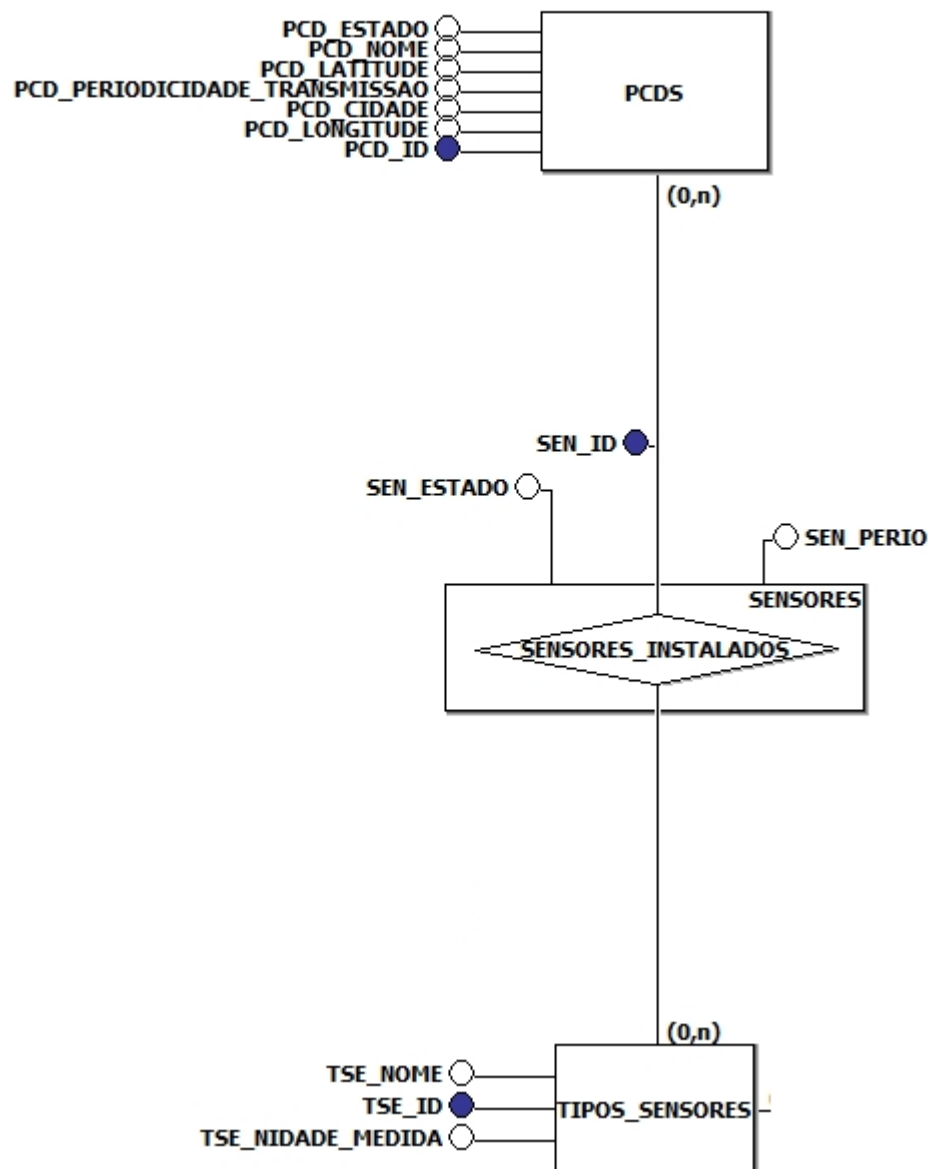 PCD_ESTADO
PCD_NOME
PCD_LATITUDE
PCD_PERIODICIDADE_TRANSMISSAO
PCD_CIDADE
PCD_LONGITUDE
PCD_ID
PCDS
(0,n)
SEN_ID
SEN_ESTADO
SEN_PERIO
SENSORES
SENSORES_INSTALADOS
(0,n)
TSE_NOME
TSE_ID
TIPOS_SENSORES
TSE_NIDADE_MEDIDA